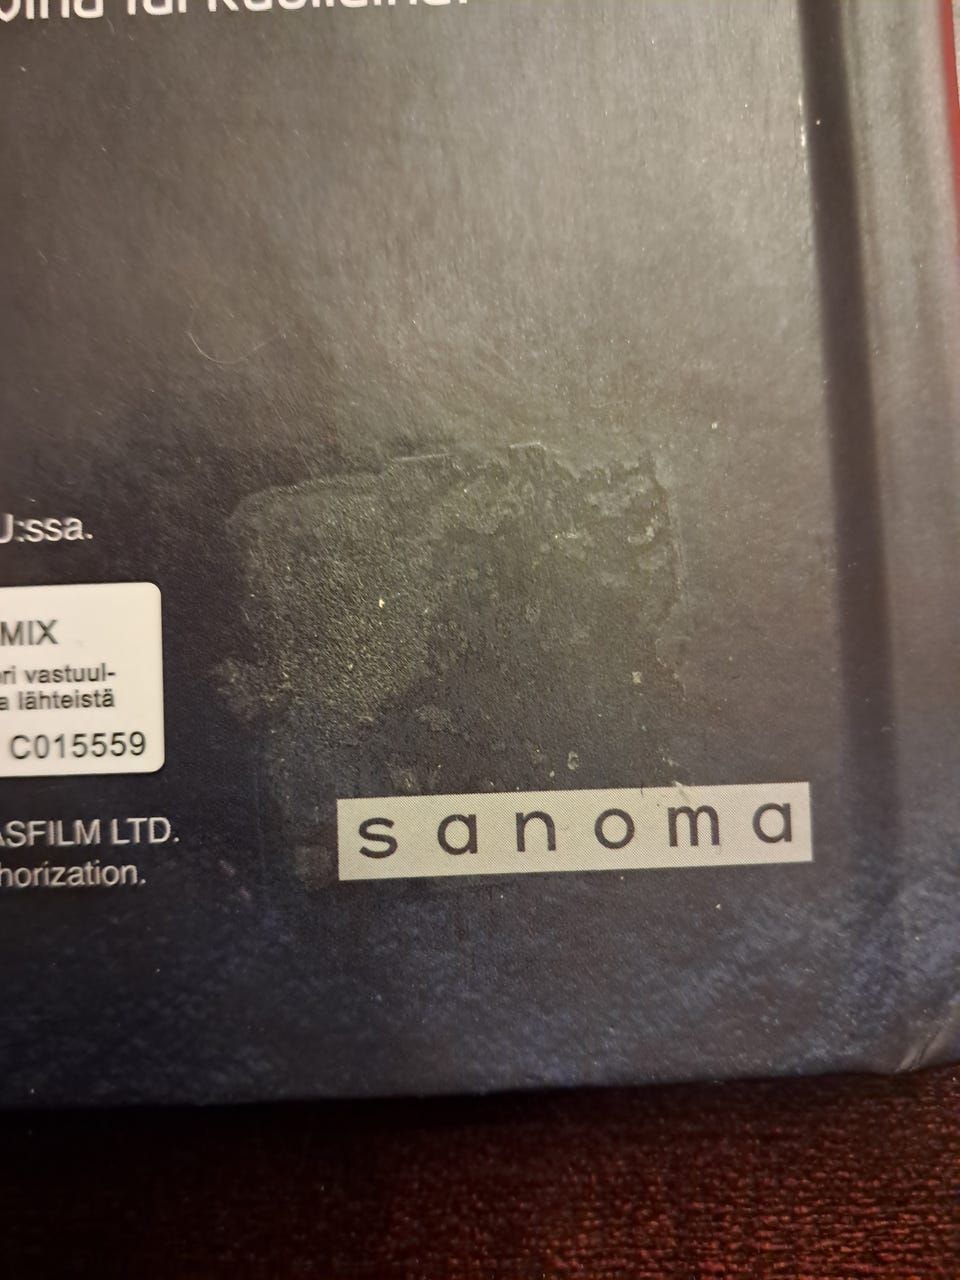 U:ssa.
MIX
ri vastuul-
a lähteistä
C015559
ASFILM LTD.
horization.
sanoma